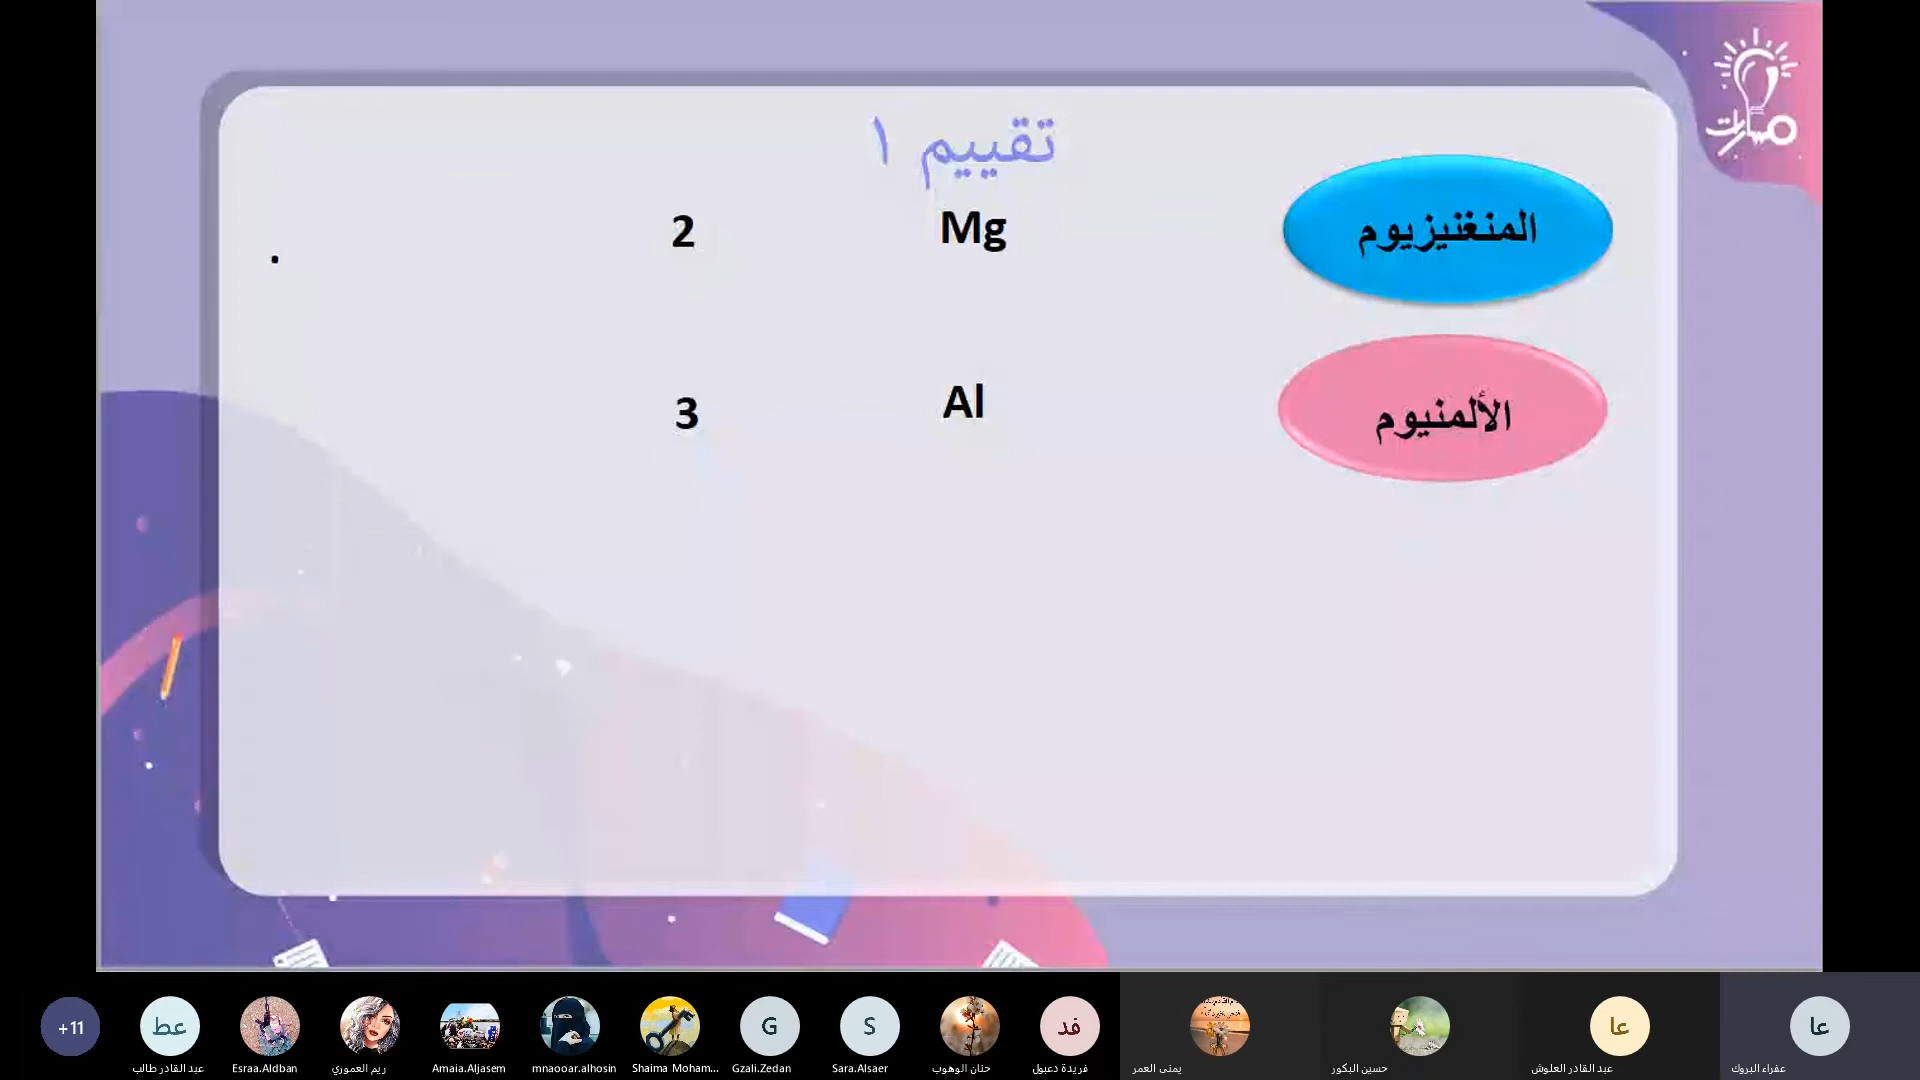 مسارات
تقييم ١
المنغنيزيوم Mg 2
.
الألمنيوم Al 3
+11
عط
G
S
فد
عا
عا
عبد القادر طالب
Esraa.Aldban
ريم العموري
Amaia.Aljasem
mnaooar.alhosin
Shaima Moham...
Gzali.Zedan
Sara.Alsaer
حنان الوهوب
فريدة دعبول
يمنى العمر
حسين البكور
عبد القادر العلوش
عفراء البروك